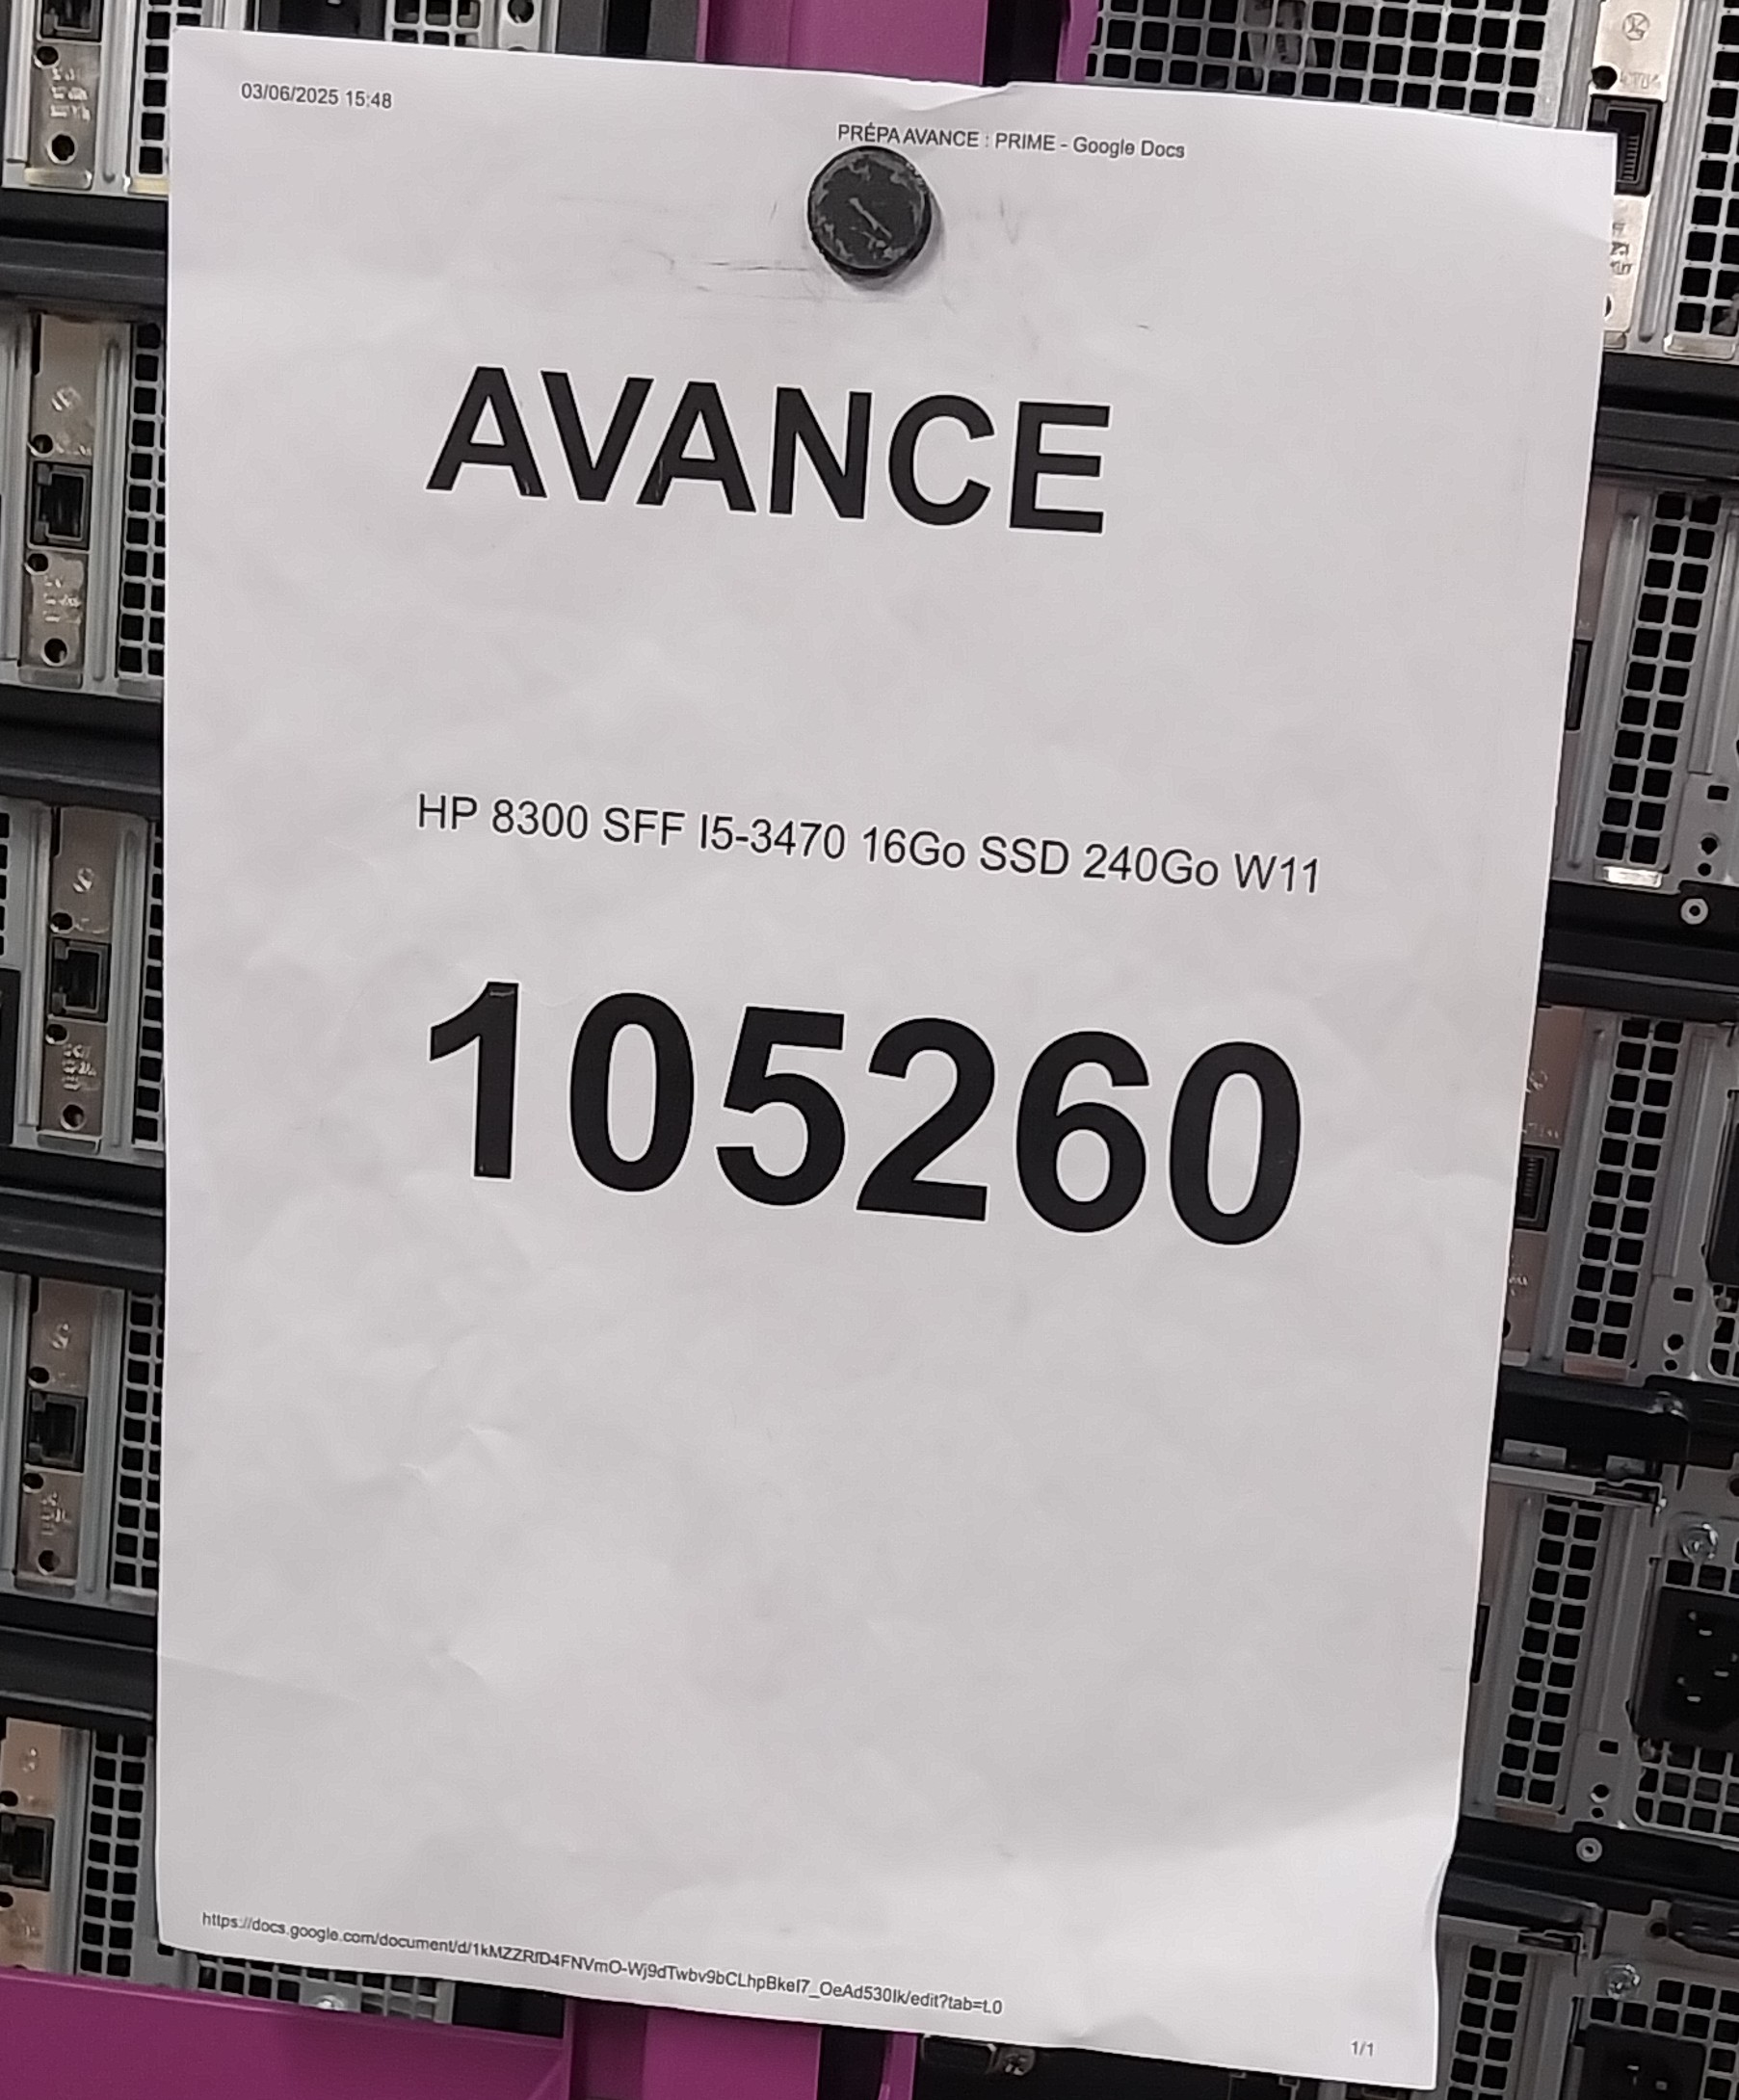 03/06/2025 15:48
PRÉPA AVANCE : PRIME - Google Docs
AVANCE
HP 8300 SFF I5-3470 16Go SSD 240Go W11
105260
https://docs.google.com/document/d/1kMZZRfD4FNVmO-Wj9dTwbv9bCLhpBkeI7_OeAd530Ik/edit?tab=t.0
1/1